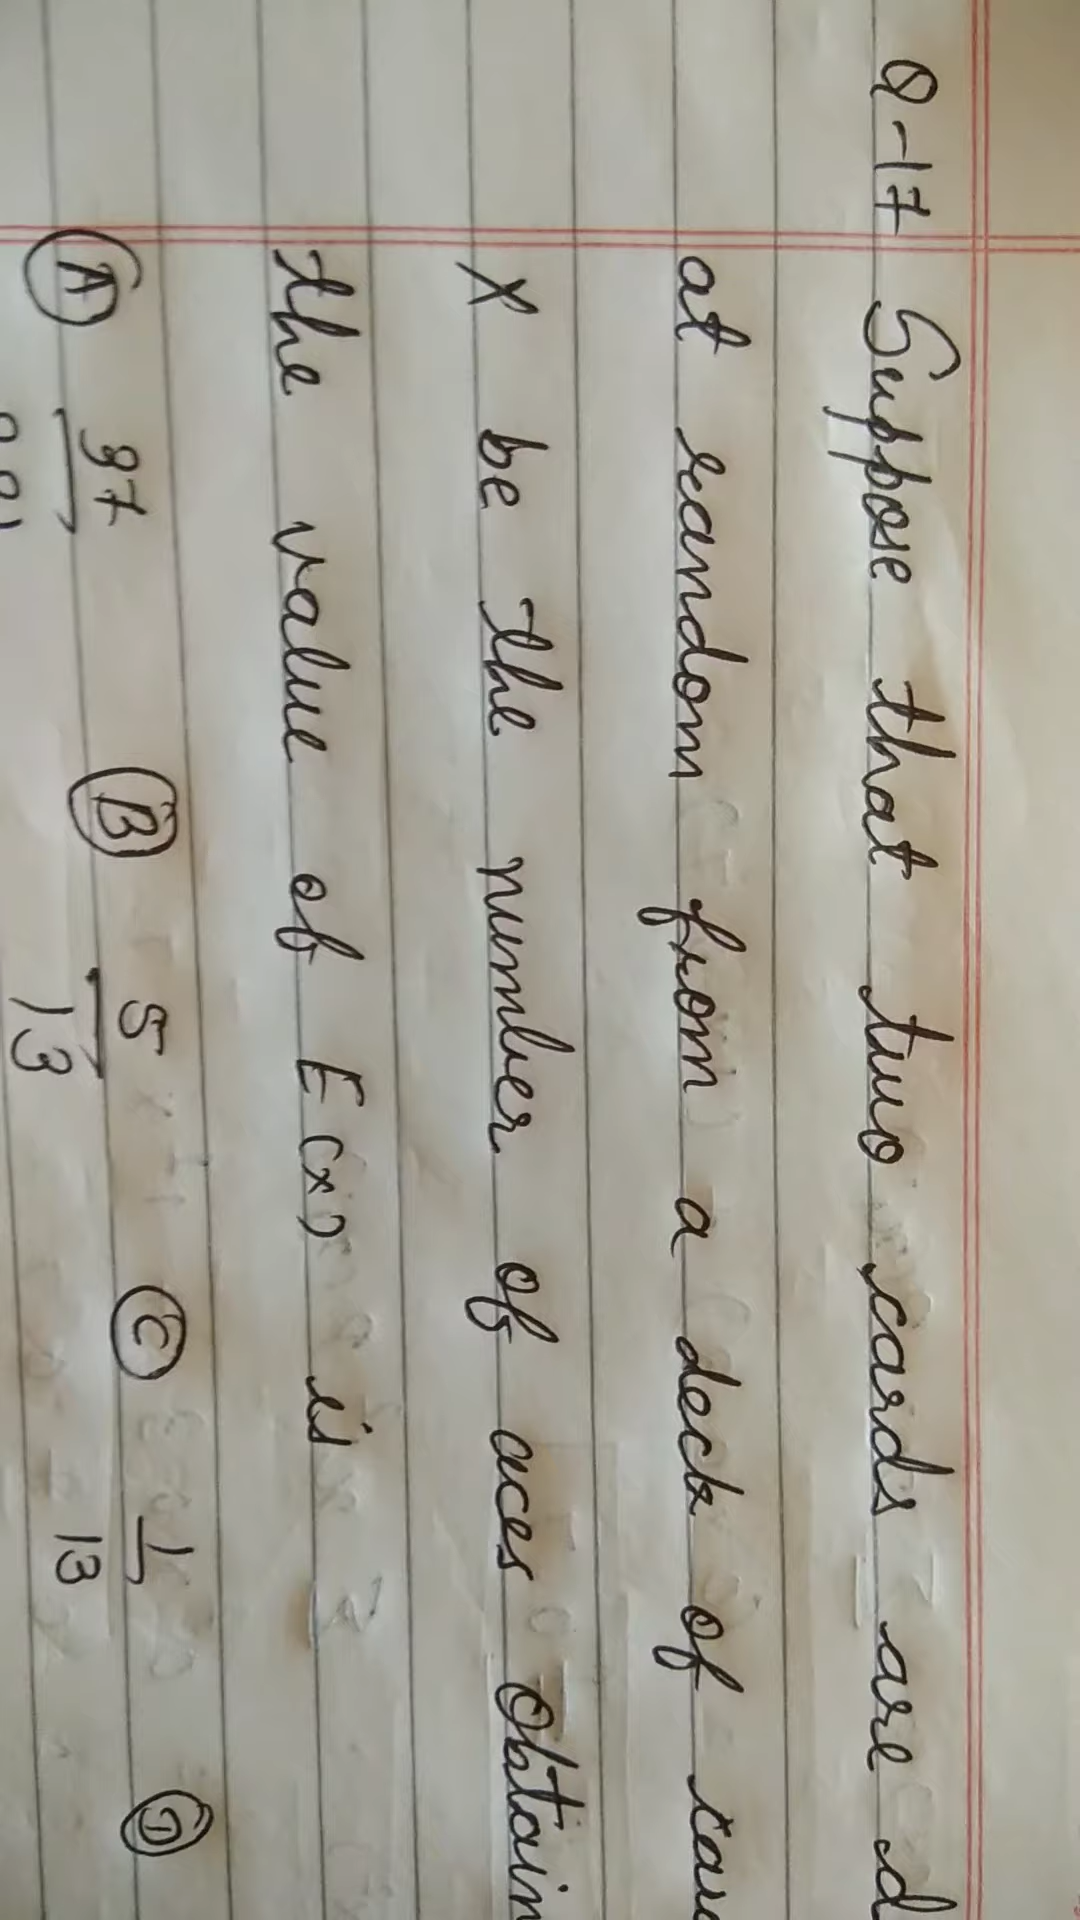 Q-17 Suppose that two cards are d
at random from a deck of car
X be the number of aces obtain
the value of E(x) is
(A) 37 (B) 5/13 (C) 1/13 (D)